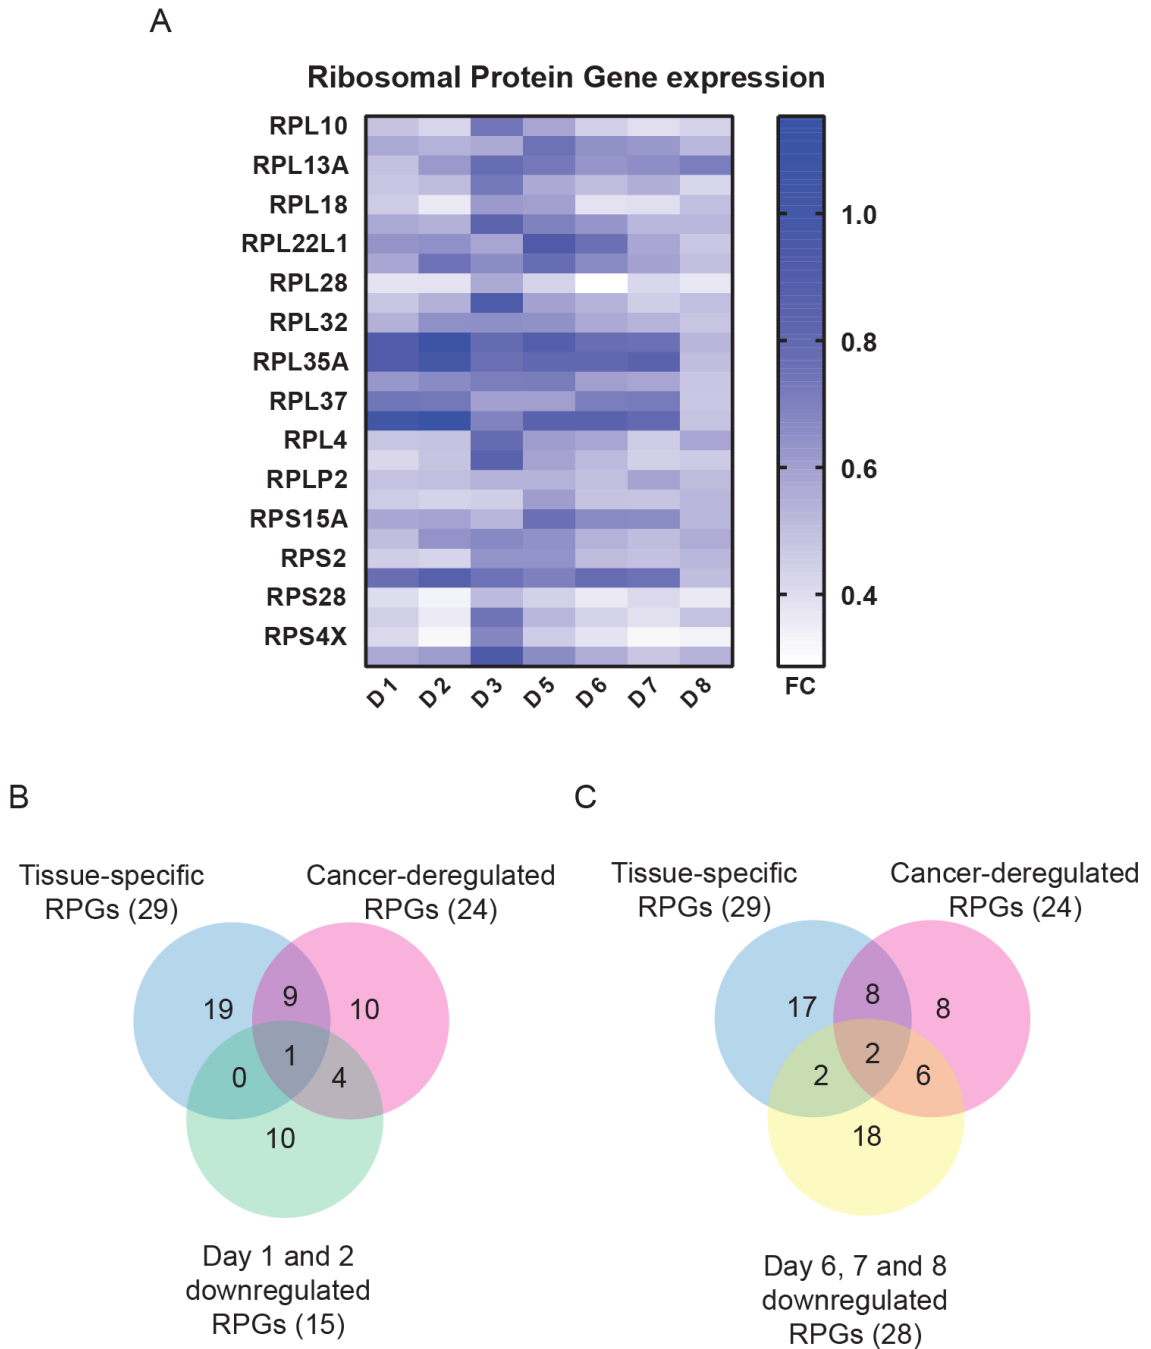 A
Ribosomal Protein Gene expression
RPL10
RPL13A
RPL18
RPL22L1
RPL28
RPL32
RPL35A
RPL37
RPL4
RPLP2
RPS15A
RPS2
RPS28
RPS4X
D1 D2 D3 D5 D6 D7 D8
1.0
0.8
0.6
0.4
FC
B
Tissue-specific
RPGs (29)
Cancer-deregulated
RPGs (24)
19
9
10
1
0
4
10
Day 1 and 2
downregulated
RPGs (15)
C
Tissue-specific
RPGs (29)
Cancer-deregulated
RPGs (24)
17
8
8
2
2
6
18
Day 6, 7 and 8
downregulated
RPGs (28)